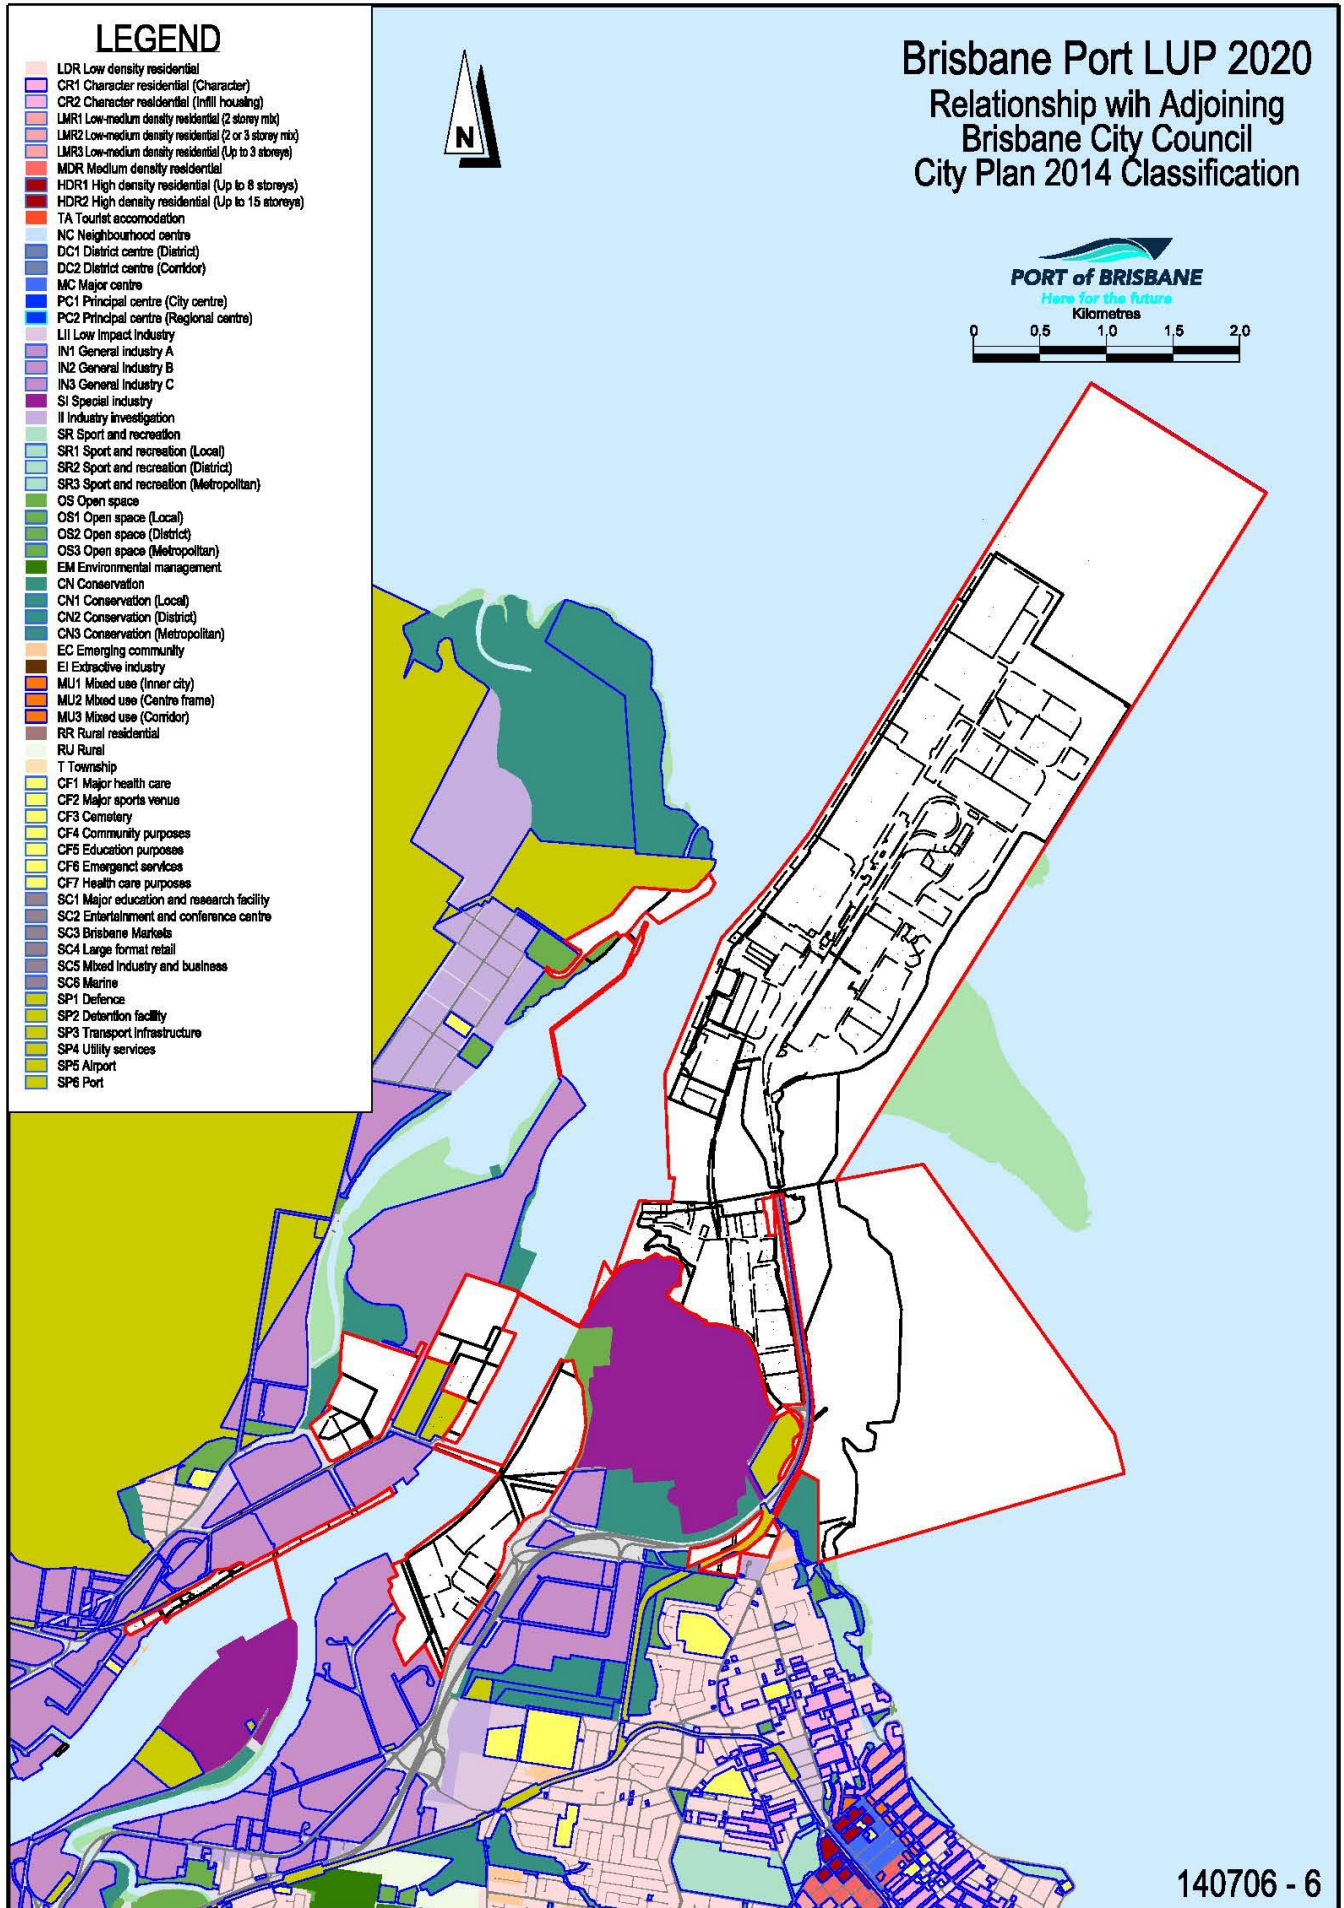 LEGEND
LDR Low density residential
CR1 Character residential (Character)
CR2 Character residential (Infill housing)
LMR1 Low-medium density residential (2 storey mix)
LMR2 Low-medium density residential (2 or 3 storey mix)
LMR3 Low-medium density residential (Up to 3 storeys)
MDR Medium density residential
HDR1 High density residential (Up to 8 storeys)
HDR2 High density residential (Up to 15 storeys)
TA Tourist accomodation
NC Neighbourhood centre
DC1 District centre (District)
DC2 District centre (Corridor)
MC Major centre
PC1 Principal centre (City centre)
PC2 Principal centre (Regional centre)
LII Low impact industry
IN1 General industry A
IN2 General industry B
IN3 General industry C
SI Special industry
II Industry investigation
SR Sport and recreation
SR1 Sport and recreation (Local)
SR2 Sport and recreation (District)
SR3 Sport and recreation (Metropolitan)
OS Open space
OS1 Open space (Local)
OS2 Open space (District)
OS3 Open space (Metropolitan)
EM Environmental management
CN Conservation
CN1 Conservation (Local)
CN2 Conservation (District)
CN3 Conservation (Metropolitan)
EC Emerging community
EI Extractive industry
MU1 Mixed use (Inner city)
MU2 Mixed use (Centre frame)
MU3 Mixed use (Corridor)
RR Rural residential
RU Rural
T Township
CF1 Major health care
CF2 Major sports venue
CF3 Cemetery
CF4 Community purposes
CF5 Education purposes
CF6 Emergenct services
CF7 Health care purposes
SC1 Major education and research facility
SC2 Entertainment and conference centre
SC3 Brisbane Markets
SC4 Large format retail
SC5 Mixed industry and business
SC6 Marine
SP1 Defence
SP2 Detention facility
SP3 Transport infrastructure
SP4 Utility services
SP5 Airport
SP6 Port
N
Brisbane Port LUP 2020
Relationship wih Adjoining
Brisbane City Council
City Plan 2014 Classification
PORT of BRISBANE
Here for the future
Kilometres
0 0.5 1.0 1.5 2.0
140706 - 6